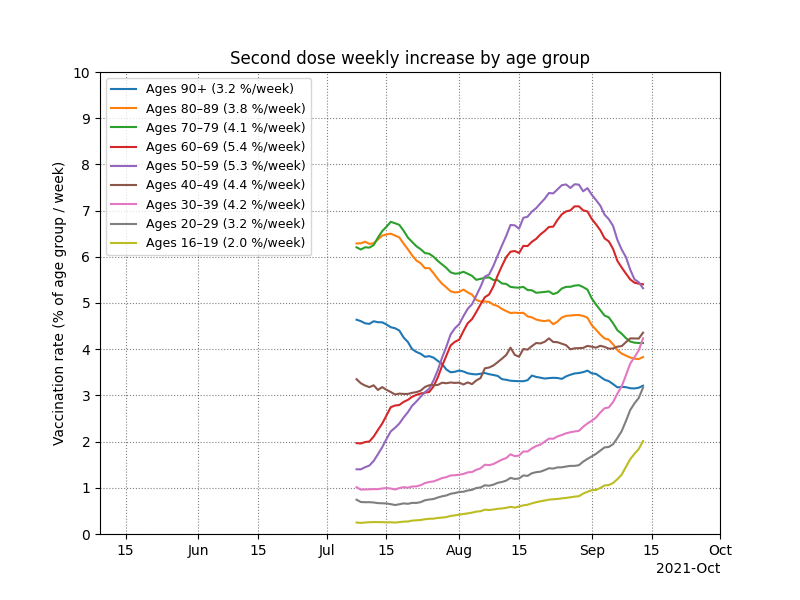 Second dose weekly increase by age group
Vaccination rate (% of age group / week)
10
9
8
7
6
5
4
3
2
1
0
Ages 90+ (3.2 %/week)
Ages 80–89 (3.8 %/week)
Ages 70–79 (4.1 %/week)
Ages 60–69 (5.4 %/week)
Ages 50–59 (5.3 %/week)
Ages 40–49 (4.4 %/week)
Ages 30–39 (4.2 %/week)
Ages 20–29 (3.2 %/week)
Ages 16–19 (2.0 %/week)
15 Jun 15 Jul 15 Aug 15 Sep 15 Oct
2021-Oct